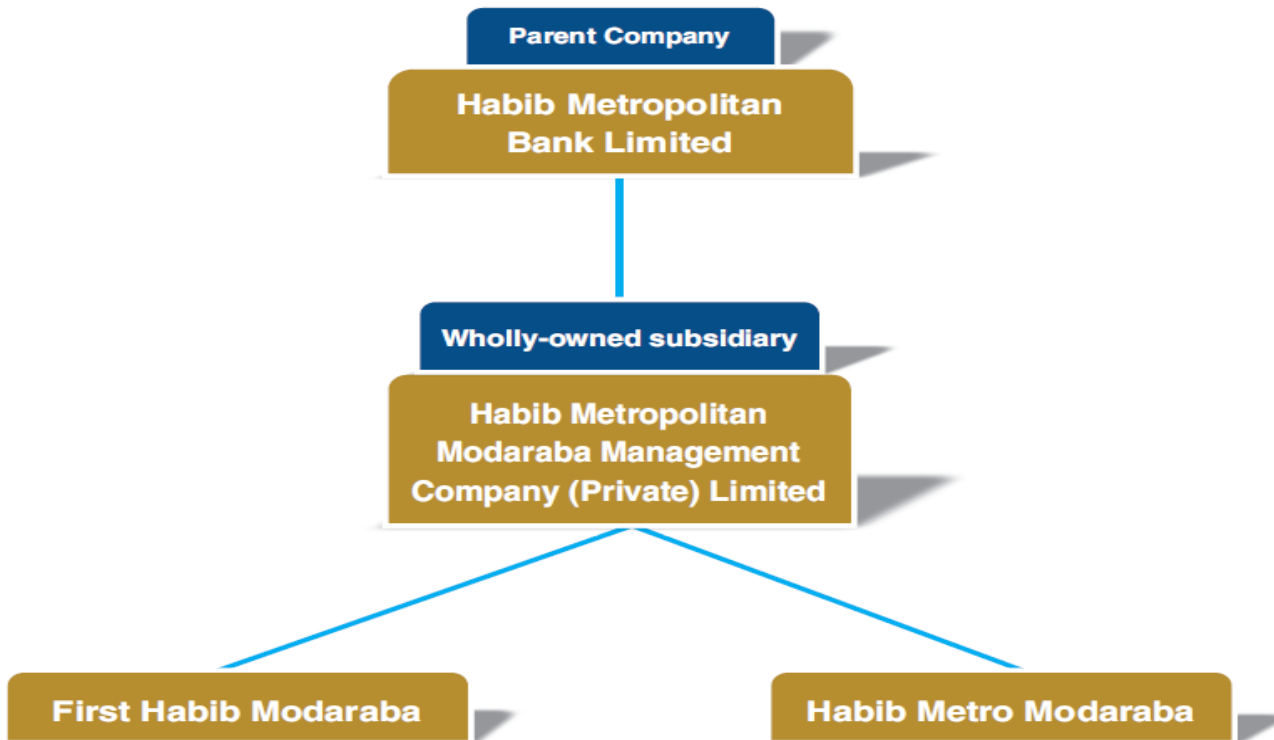 Parent Company
Habib Metropolitan
Bank Limited
Wholly-owned subsidiary
Habib Metropolitan
Modaraba Management
Company (Private) Limited
First Habib Modaraba
Habib Metro Modaraba